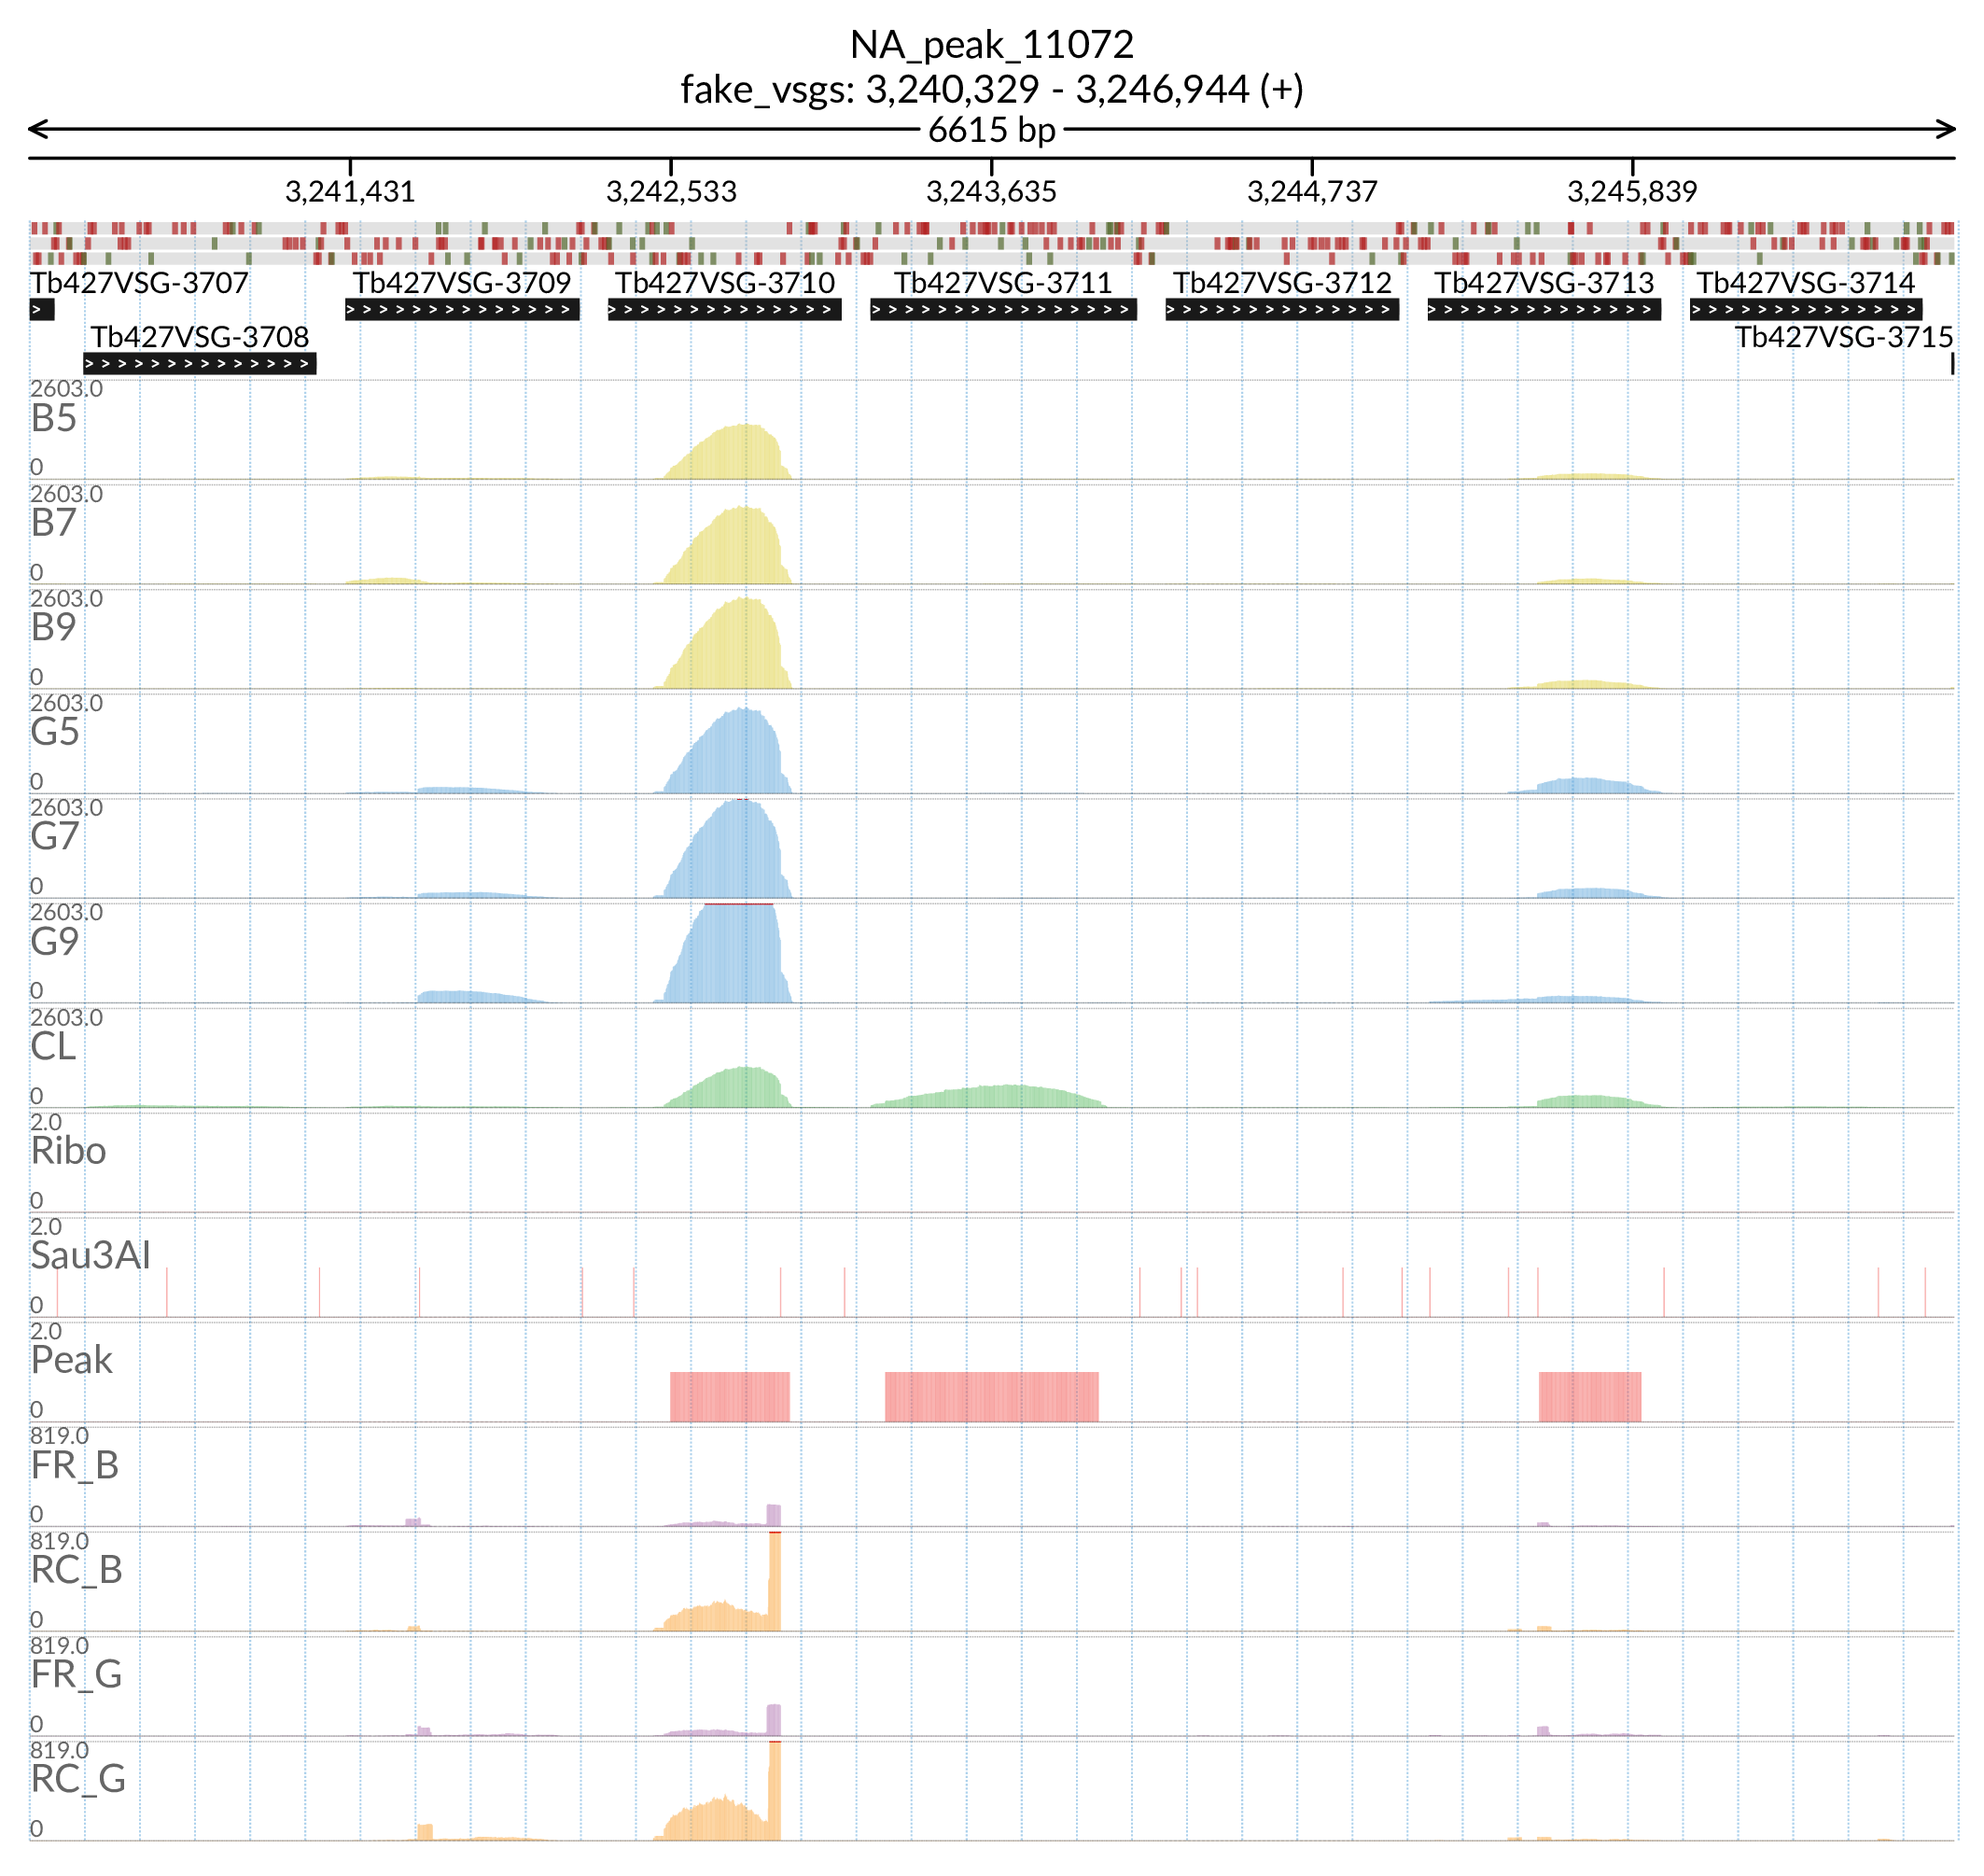 NA_peak_11072
fake_vsgs: 3,240,329 - 3,246,944 (+)
6615 bp
3,241,431 3,242,533 3,243,635 3,244,737 3,245,839
Tb427VSG-3707 Tb427VSG-3709 Tb427VSG-3710 Tb427VSG-3711 Tb427VSG-3712 Tb427VSG-3713 Tb427VSG-3714
Tb427VSG-3708 Tb427VSG-3715
2603.0
B5
0
2603.0
B7
0
2603.0
B9
0
2603.0
G5
0
2603.0
G7
0
2603.0
G9
0
2603.0
CL
0
2.0
Ribo
0
2.0
Sau3AI
0
2.0
Peak
0
819.0
FR_B
0
819.0
RC_B
0
819.0
FR_G
0
819.0
RC_G
0